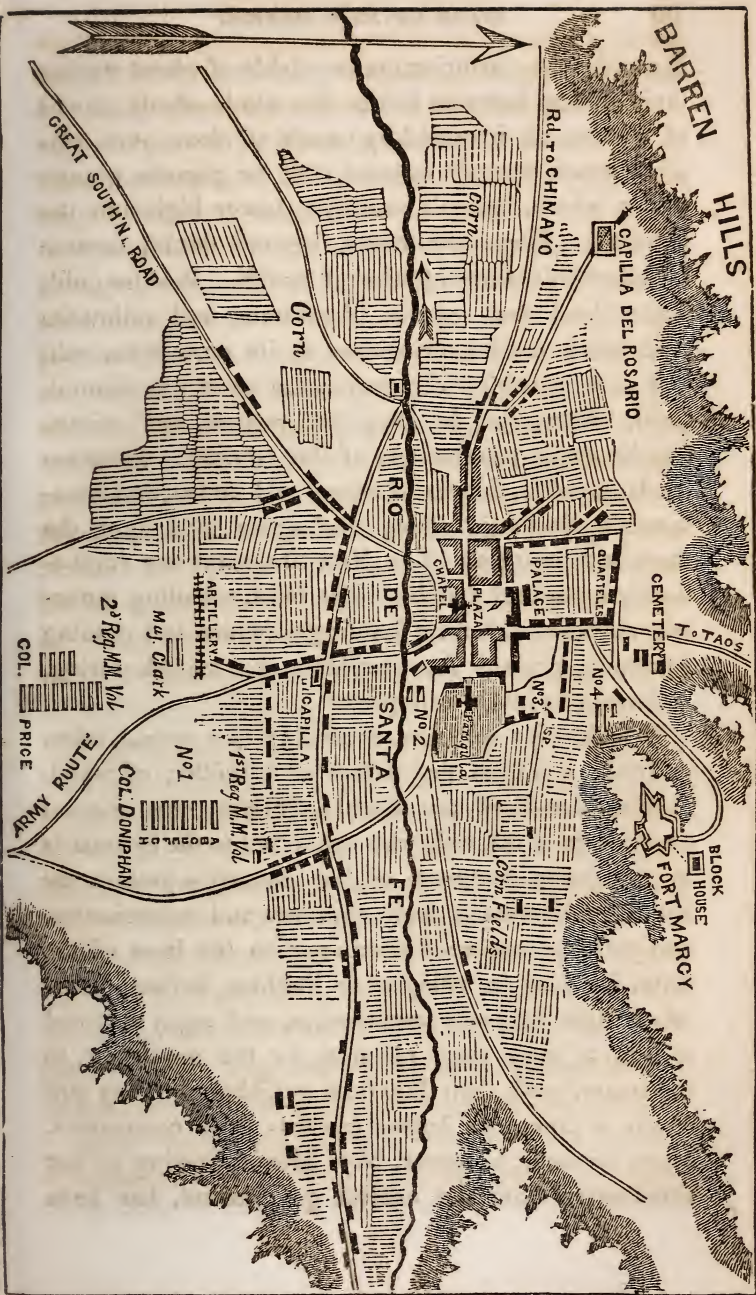 BARREN
HILLS
GREAT SOUTH'N. ROAD
Rd. TO CHIMAYO
Corn
CAPILLA DEL ROSARIO
Corn
RIO
DE
SANTA
FE
CHAPEL
PLAZA
PALACE
QUARTELES
CEMETERY
TO TAOS
ARTILLERY
Maj. Clark
2d Reg. M.M. Vol
COL. PRICE
CAPILLA
1st Reg. M.M. Vol
No. 1
COL. DONIPHAN
A
B
C
D
E
F
G
H
ARMY ROUTE
No. 2
No. 3
No. 4
SP.
Corn Fields
BLOCK
HOUSE
FORT MARCY